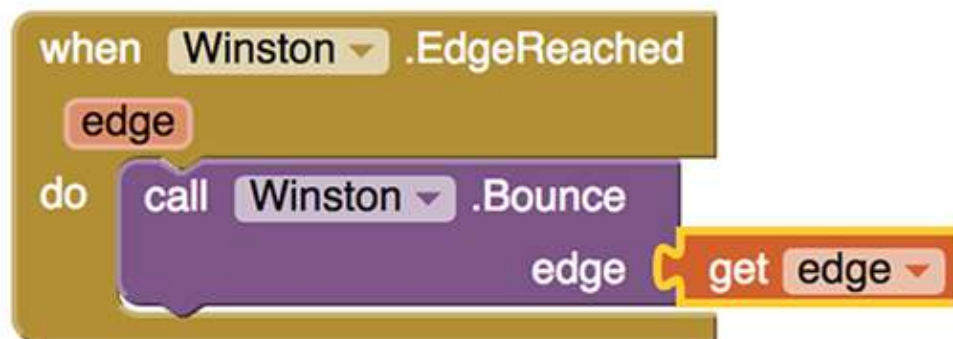 when Winston .EdgeReached
edge
do call Winston .Bounce
edge get edge